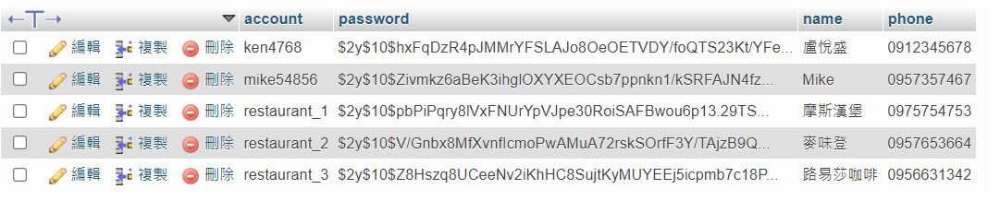 ←T→ account password name phone
編輯 複製 刪除 ken4768 $2y$10$hxFqDzR4pJMMrYFSLAJo8OeOETVDY/foQTS23Kt/YFe... 盧悅盛 0912345678
編輯 複製 刪除 mike54856 $2y$10$Zivmkz6aBeK3ihglOXYXEOCsb7ppnkn1/kSRFAJN4fz... Mike 0957357467
編輯 複製 刪除 restaurant_1 $2y$10$pbPiPqry8lVxFNUrYpVJpe30RoiSAFBwou6p13.29TS... 摩斯漢堡 0975754753
編輯 複製 刪除 restaurant_2 $2y$10$V/Gnbx8MfXvnflcmoPwAMuA72rskSOrfF3Y/TAjzB9Q... 麥味登 0957653664
編輯 複製 刪除 restaurant_3 $2y$10$Z8Hszq8UCeeNv2iKhHC8SujtKyMUYEEj5icpmb7c18P... 路易莎咖啡 0956631342